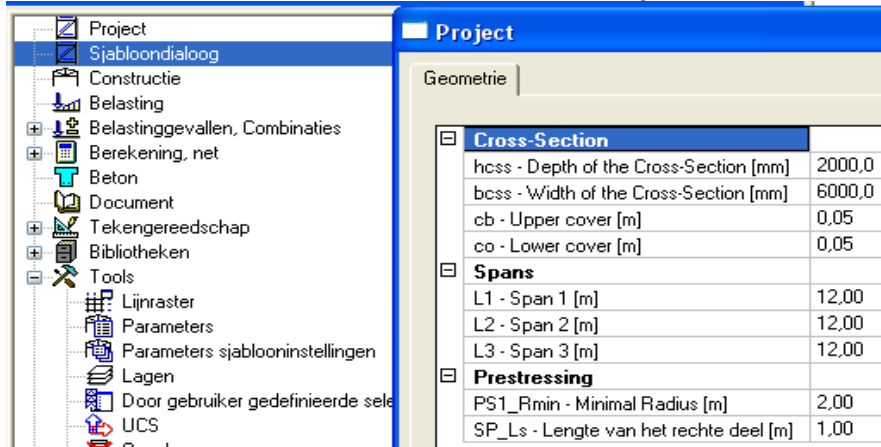 Project
Sjabloondialoog
Constructie
Belasting
Belastinggevallen, Combinaties
Berekening, net
Beton
Document
Tekengereedschap
Bibliotheken
Tools
Lijnraster
Parameters
Parameters sjablooninstellingen
Lagen
Door gebruiker gedefinieerde sele
UCS
Project
Geometrie
Cross-Section
hcss - Depth of the Cross-Section [mm] 2000,0
bcss - Width of the Cross-Section [mm] 6000,0
cb - Upper cover [m] 0,05
co - Lower cover [m] 0,05
Spans
L1 - Span 1 [m] 12,00
L2 - Span 2 [m] 12,00
L3 - Span 3 [m] 12,00
Prestressing
PS1_Rmin - Minimal Radius [m] 2,00
SP_Ls - Lengte van het rechte deel [m] 1,00